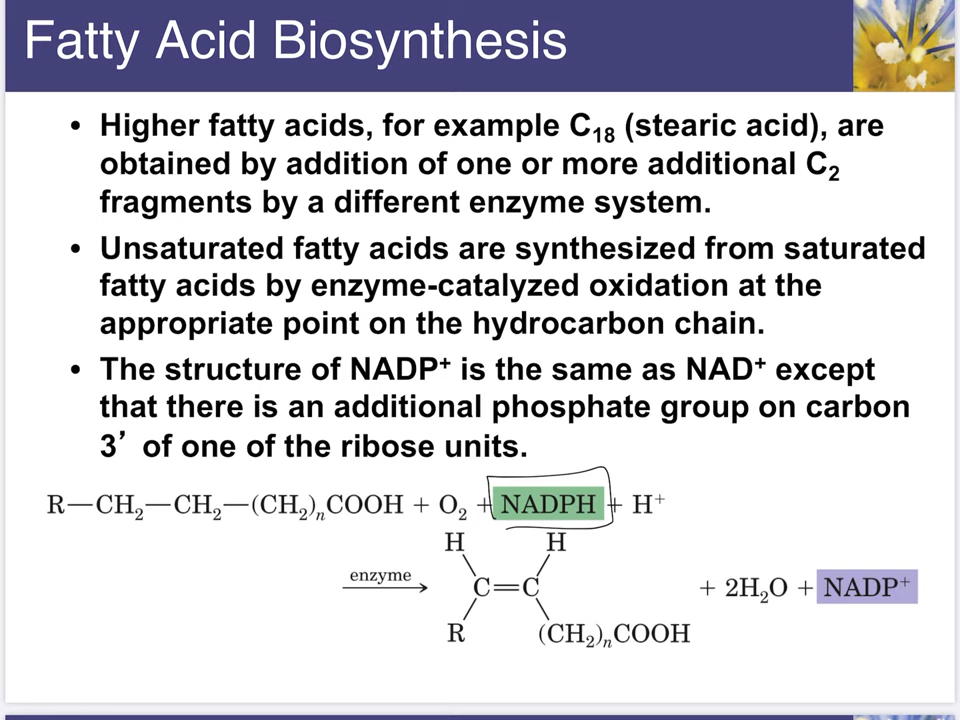 Fatty Acid Biosynthesis
• Higher fatty acids, for example C₁₈ (stearic acid), are
obtained by addition of one or more additional C₂
fragments by a different enzyme system.
• Unsaturated fatty acids are synthesized from saturated
fatty acids by enzyme-catalyzed oxidation at the
appropriate point on the hydrocarbon chain.
• The structure of NADP⁺ is the same as NAD⁺ except
that there is an additional phosphate group on carbon
3’ of one of the ribose units.
R—CH₂—CH₂—(CH₂)ₙCOOH + O₂ + NADPH + H⁺
H H
enzyme C=C + 2H₂O + NADP⁺
R (CH₂)ₙCOOH